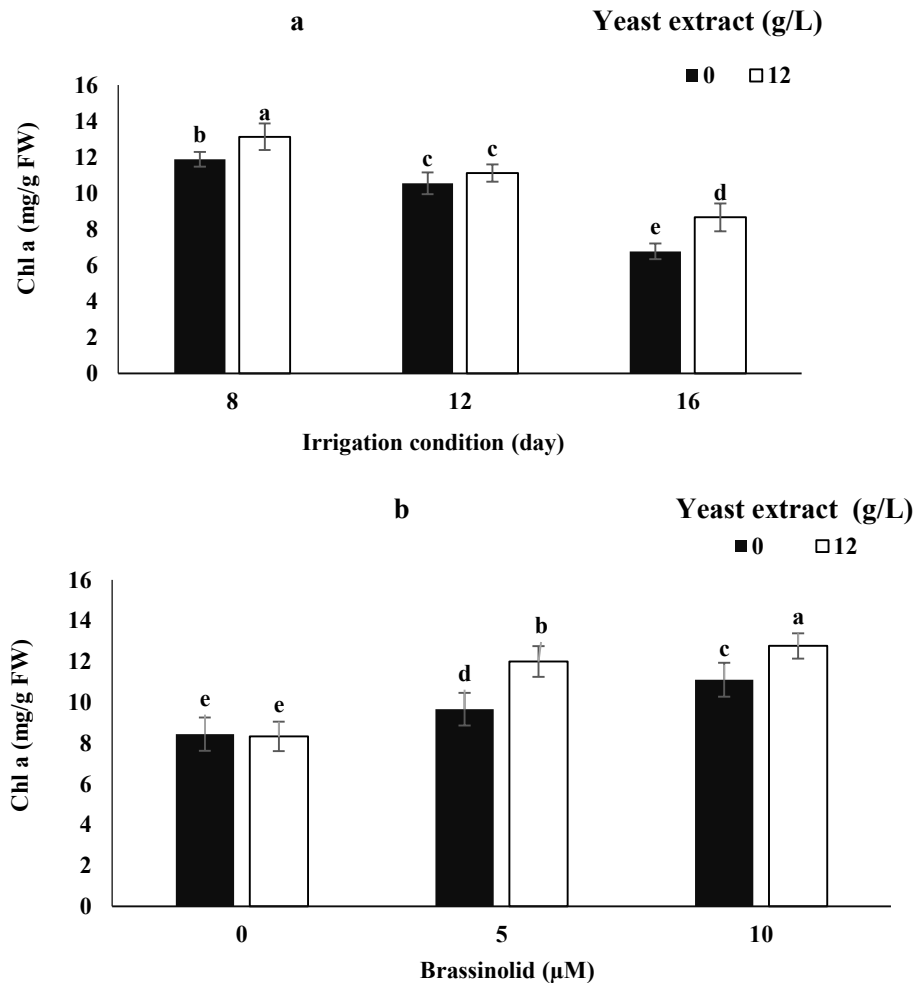 a Yeast extract (g/L)
0 12
16
14
12
10
8
6
4
2
0
Chl a (mg/g FW)
b a c c e d
8 12 16
Irrigation condition (day)
b Yeast extract (g/L)
0 12
16
14
12
10
8
6
4
2
0
Chl a (mg/g FW)
e e d b c a
0 5 10
Brassinolid (µM)